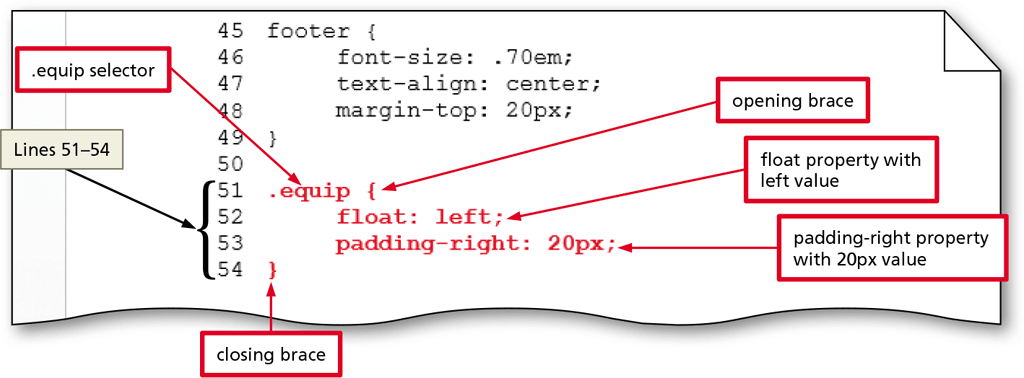 45 footer {
46 font-size: .70em;
47 text-align: center;
48 margin-top: 20px;
49 }
50
51 .equip {
52 float: left;
53 padding-right: 20px;
54 }
.equip selector
Lines 51–54
opening brace
float property with
left value
padding-right property
with 20px value
closing brace